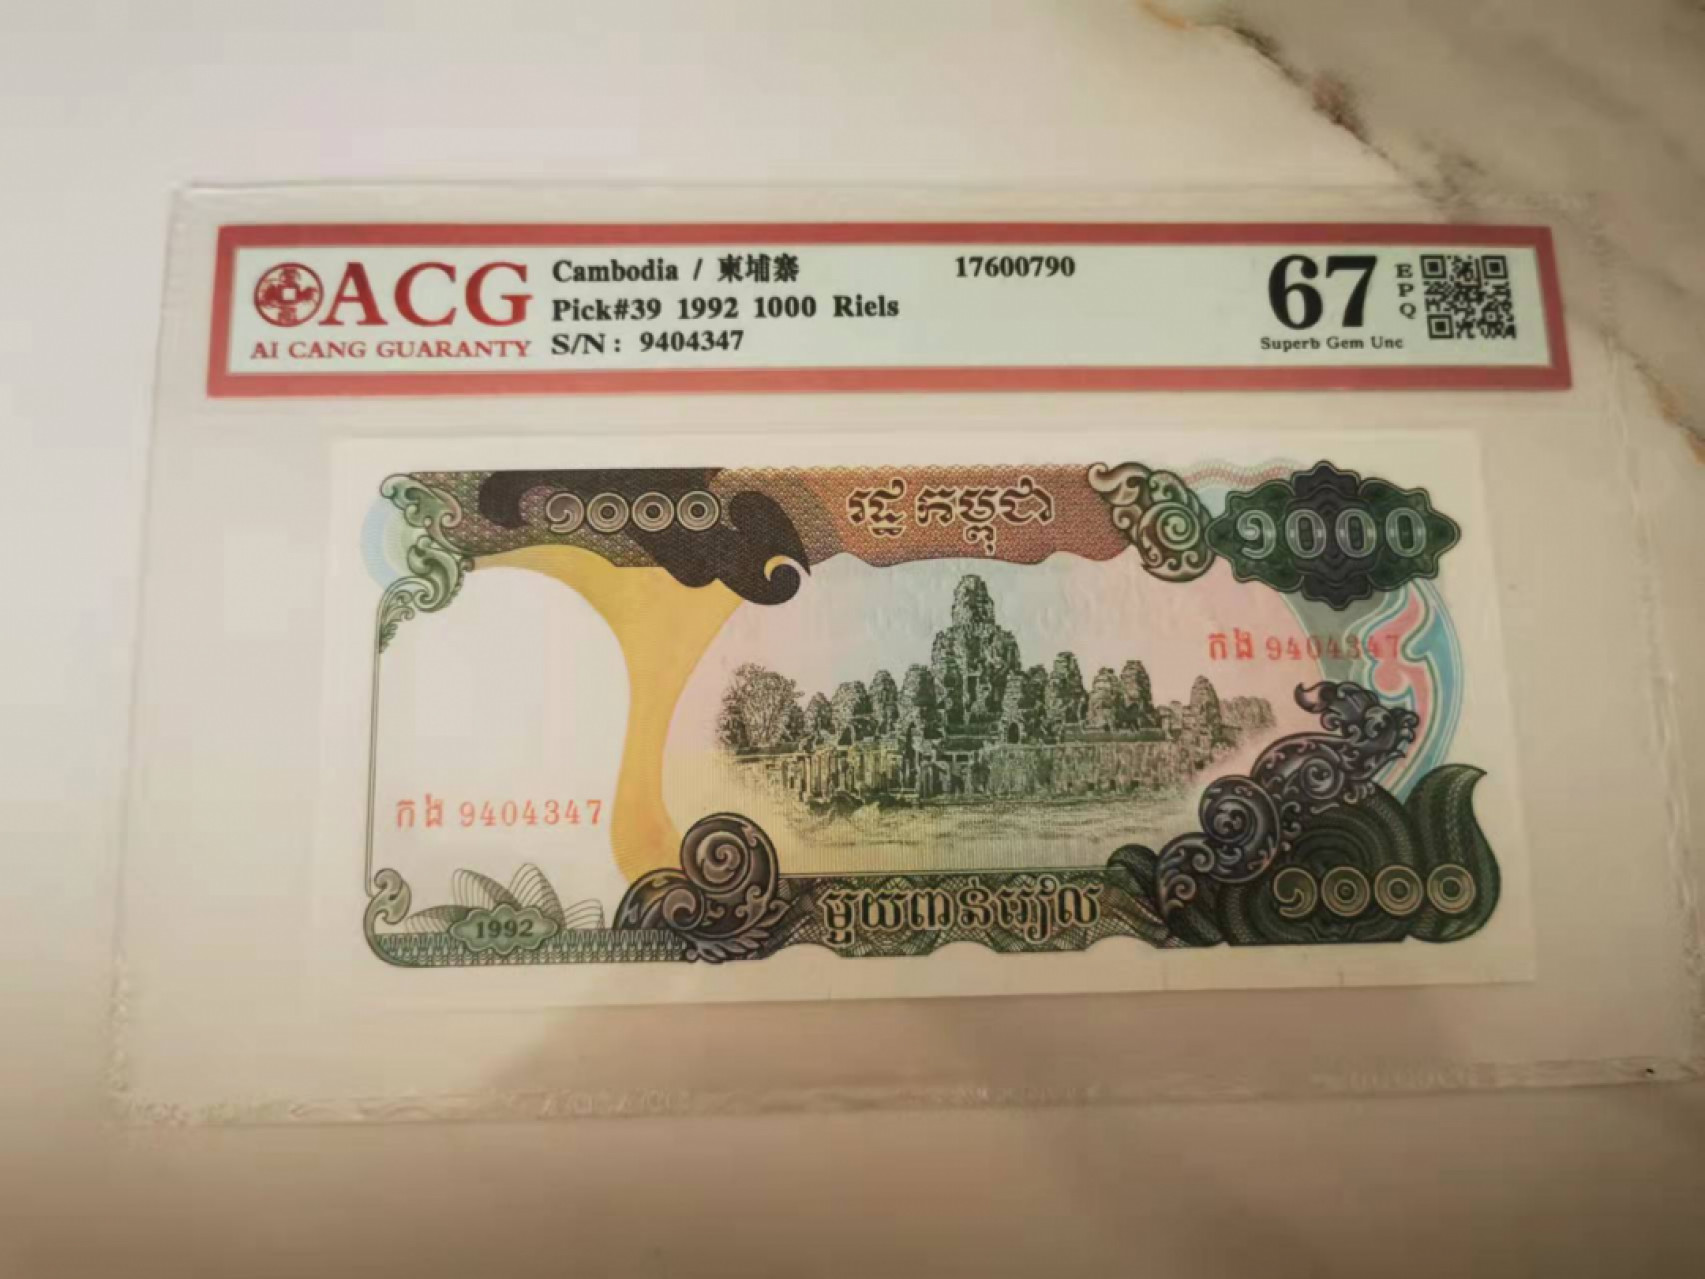 ACG
AI CANG GUARANTY
Cambodia / 柬埔寨
17600790
Pick#39 1992 1000 Riels
S/N: 9404347
67
EPQ
Superb Gem Unc
១០០០
រដ្ឋ កម្ពុជា
១០០០
កង 9404347
កង 9404347
1992
មួយពាន់រៀល
១០០០